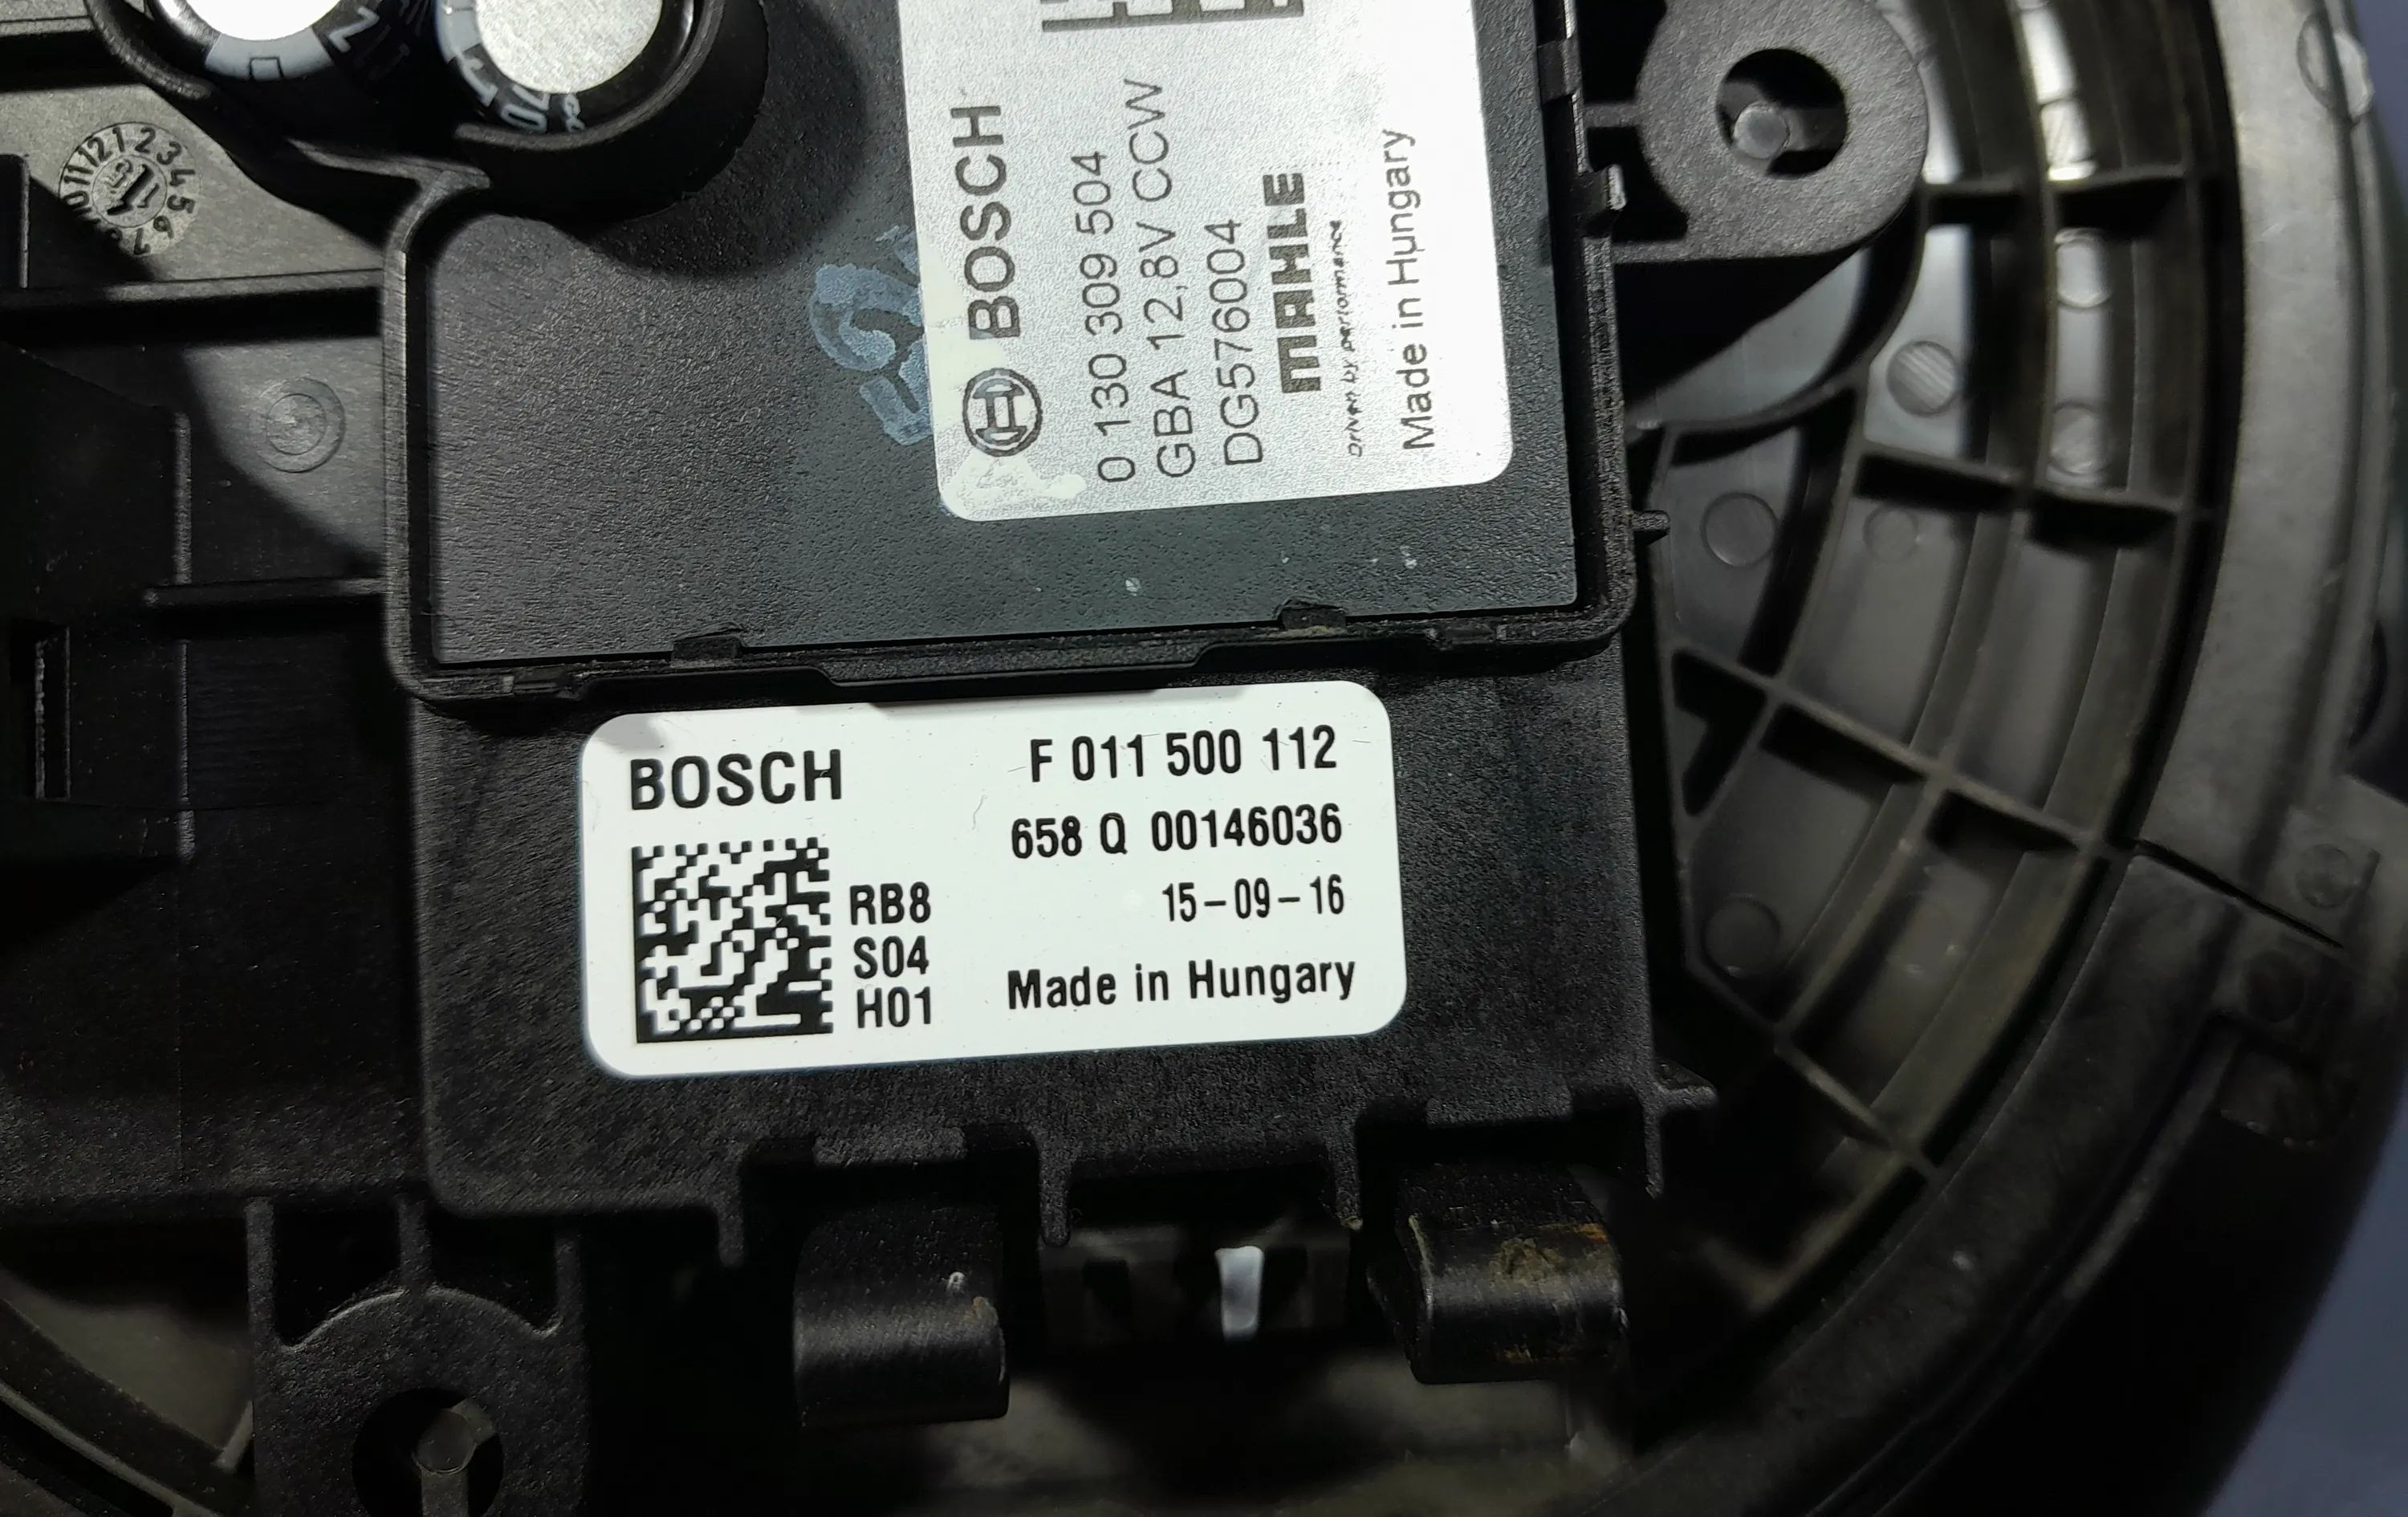 BOSCH
0 130 309 504
GBA 12,8V CCW
DG576004
MAHLE
Driven by performance
Made in Hungary
BOSCH
F 011 500 112
658 Q 00146036
15-09-16
RB8
S04
H01
Made in Hungary